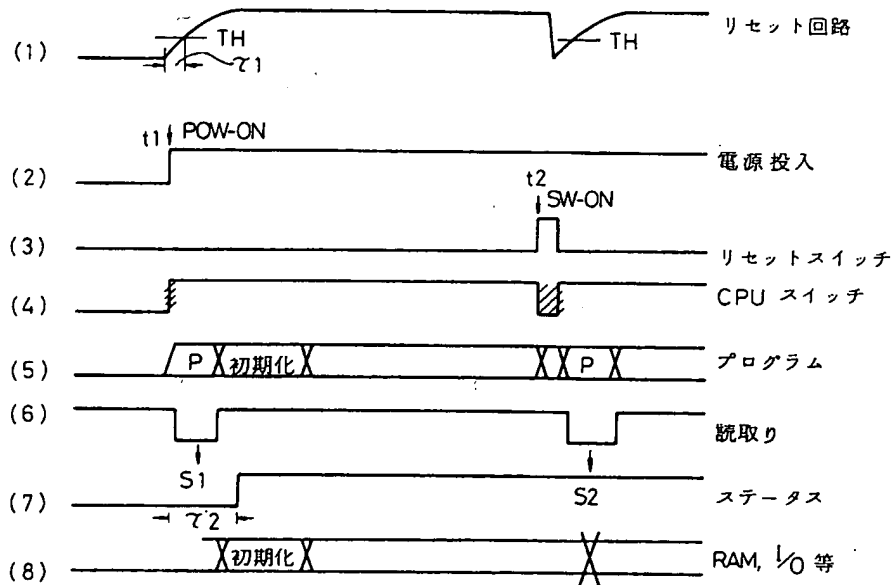 (1) TH τ1 TH リセット回路
(2) t1 POW-ON 電源投入
(3) t2 SW-ON リセットスイッチ
(4) CPU スイッチ
(5) P 初期化 P プログラム
(6) 読取り
S1 S2
(7) τ2 ステータス
(8) 初期化 RAM, I/O 等